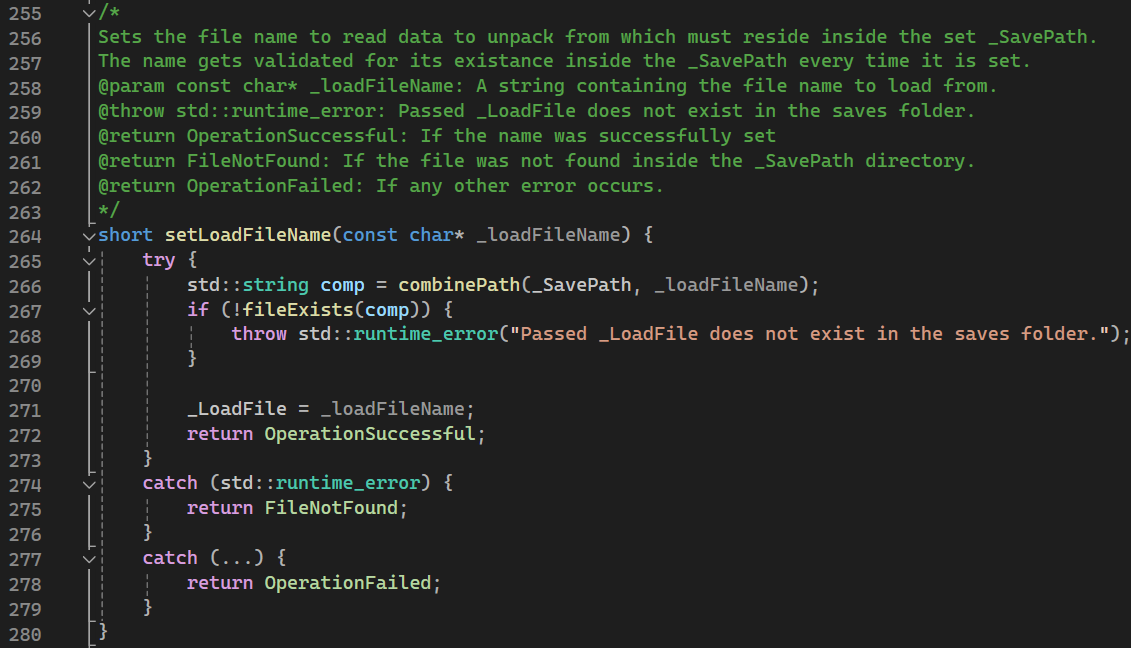 255 /*
256 Sets the file name to read data to unpack from which must reside inside the set _SavePath.
257 The name gets validated for its existance inside the _SavePath every time it is set.
258 @param const char* _loadFileName: A string containing the file name to load from.
259 @throw std::runtime_error: Passed _LoadFile does not exist in the saves folder.
260 @return OperationSuccessful: If the name was successfully set
261 @return FileNotFound: If the file was not found inside the _SavePath directory.
262 @return OperationFailed: If any other error occurs.
263 */
264 short setLoadFileName(const char* _loadFileName) {
265     try {
266         std::string comp = combinePath(_SavePath, _loadFileName);
267         if (!fileExists(comp)) {
268             throw std::runtime_error("Passed _LoadFile does not exist in the saves folder.");
269         }
270
271         _LoadFile = _loadFileName;
272         return OperationSuccessful;
273     }
274     catch (std::runtime_error) {
275         return FileNotFound;
276     }
277     catch (...) {
278         return OperationFailed;
279     }
280 }